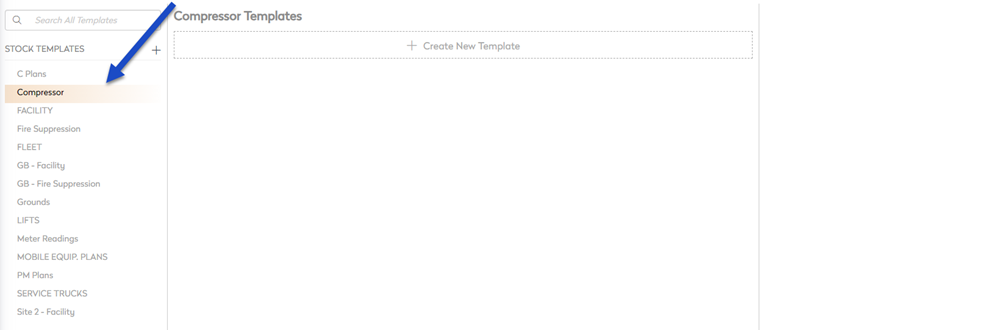 Search All Templates
STOCK TEMPLATES
C Plans
Compressor
FACILITY
Fire Suppression
FLEET
GB - Facility
GB - Fire Suppression
Grounds
LIFTS
Meter Readings
MOBILE EQUIP. PLANS
PM Plans
SERVICE TRUCKS
Site 2 - Facility
Compressor Templates
Create New Template